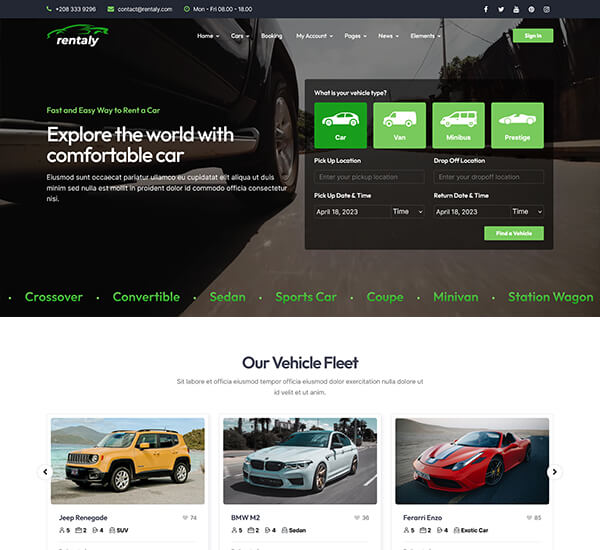 +208 333 9296 contact@rentaly.com Mon - Fri 08.00 - 18.00
rentaly
Home Cars Booking My Account Pages News Elements Sign In
Fast and Easy Way to Rent a Car
Explore the world with
comfortable car
Eiusmod sunt occaecat pariatur ullamco eu cupidatat elit aliqua ut duis
minim sed nulla est mollit in proident dolor id commodo officia consectetur
nisi.
What is your vehicle type?
Car Van Minibus Prestige
Pick Up Location Drop Off Location
Enter your pickup location Enter your dropoff location
Pick Up Date & Time Return Date & Time
April 18, 2023 Time April 18, 2023 Time
Find a Vehicle
Crossover Convertible Sedan Sports Car Coupe Minivan Station Wagon
Our Vehicle Fleet
Sit labore et officia eiusmod tempor officia eiusmod dolor exercitation nulla dolore ut
id velit et ut anim.
Jeep Renegade 74
5 2 4 SUV
BMW M2 36
5 2 4 Sedan
Ferarri Enzo 85
5 2 4 Exotic Car